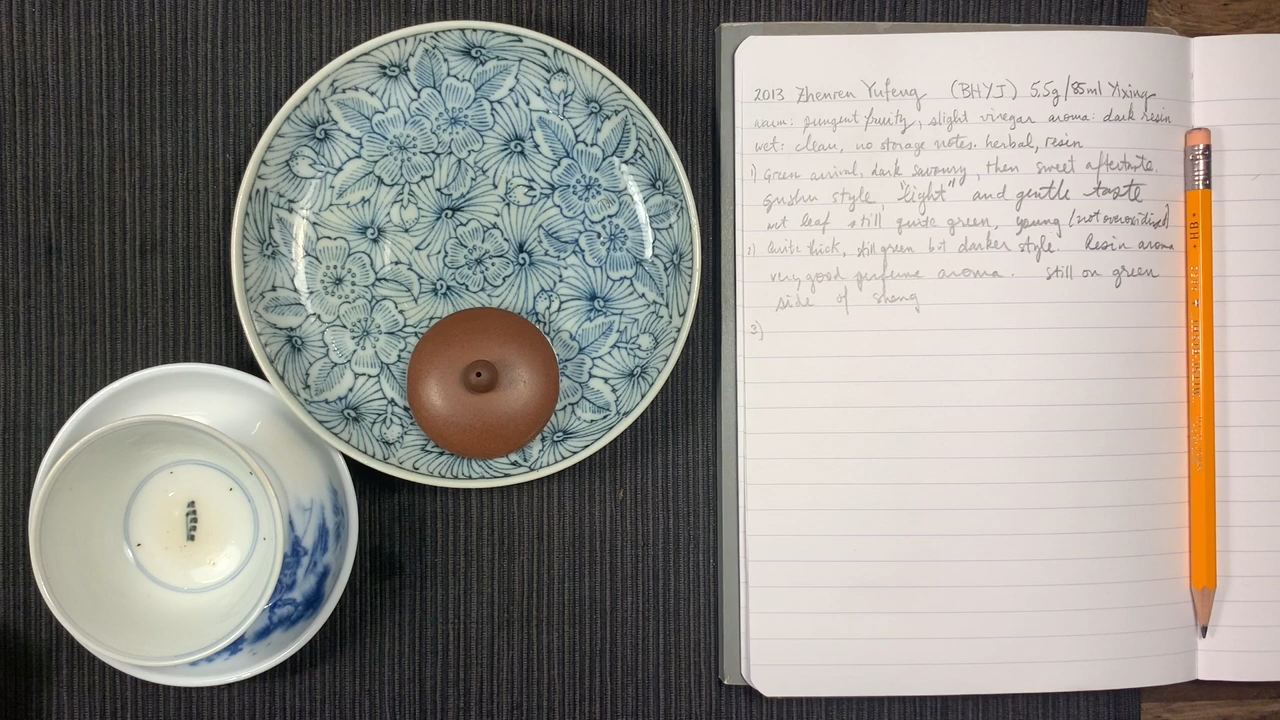 2013 Zhenren Yufeng (BHYJ) 5.5g/85ml Yixing
warm: pungent fruity, slight vinegar aroma: dark resin
wet: clean, no storage notes. herbal, resin
1) Green arrival, dark savoury, then sweet aftertaste.
gushu style, "light" and gentle taste
wet leaf still quite green, young (not overoxidised)
2) Quite thick, still green but darker style. Resin aroma
very good perfume aroma. still on green
side of sheng
3)
HB